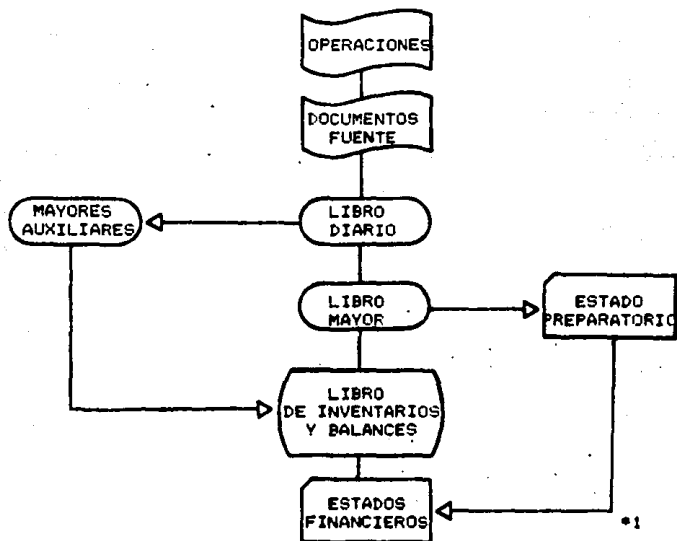 OPERACIONES
DOCUMENTOS
FUENTE
MAYORES
AUXILIARES
LIBRO
DIARIO
LIBRO
MAYOR
ESTADO
PREPARATORIO
LIBRO
DE INVENTARIOS
Y BALANCES
ESTADOS
FINANCIEROS
*1